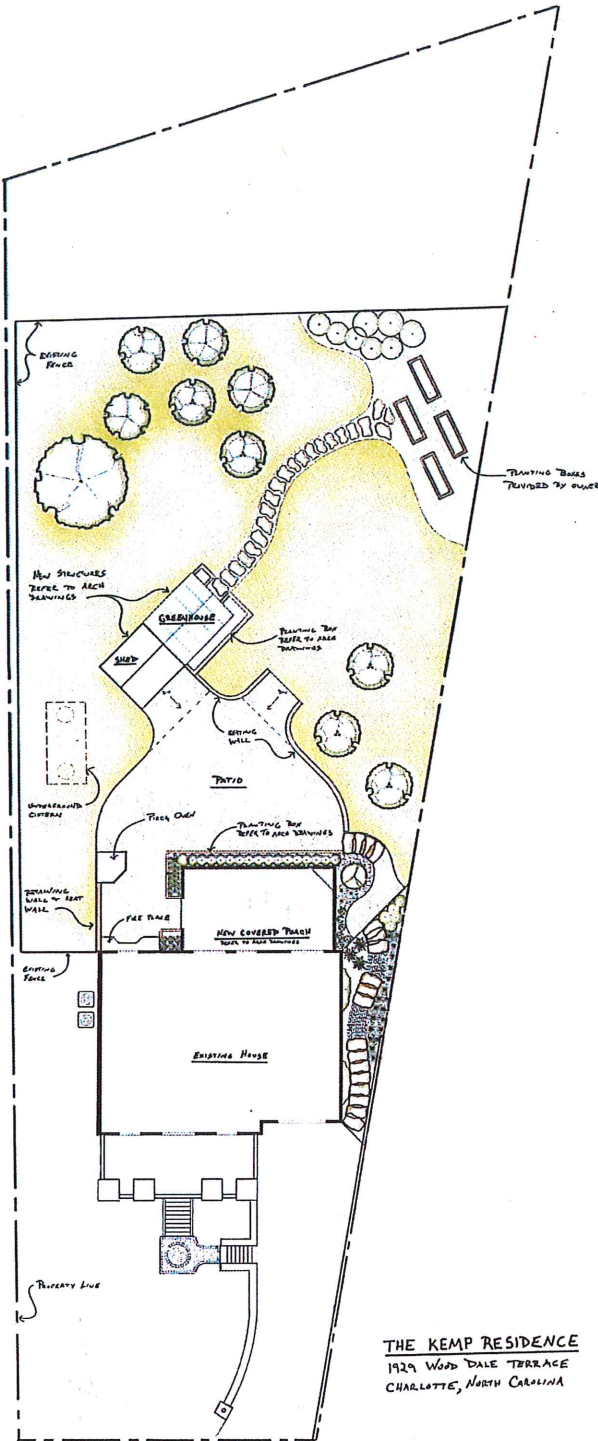 EXISTING
FENCE
PLANTING BOXES
PROVIDED BY OWNER
NEW STRUCTURES
REFER TO ARCH
DRAWINGS
GREENHOUSE
PLANTING BOX
REFER TO ARCH
DRAWINGS
SHED
SEATING
WALL
PATIO
UNDERGROUND
CISTERN
PIZZA OVEN
PLANTING BOX
REFER TO ARCH DRAWINGS
RETAINING
WALL & SEAT
WALL
FIRE PLACE
NEW COVERED PORCH
REFER TO ARCH DRAWINGS
EXISTING
FENCE
EXISTING HOUSE
PROPERTY LINE
THE KEMP RESIDENCE
1929 WOOD DALE TERRACE
CHARLOTTE, NORTH CAROLINA